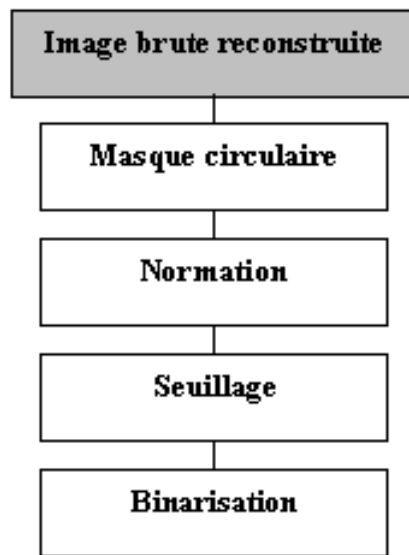 Image brute reconstruite
Masque circulaire
Normation
Seuillage
Binarisation